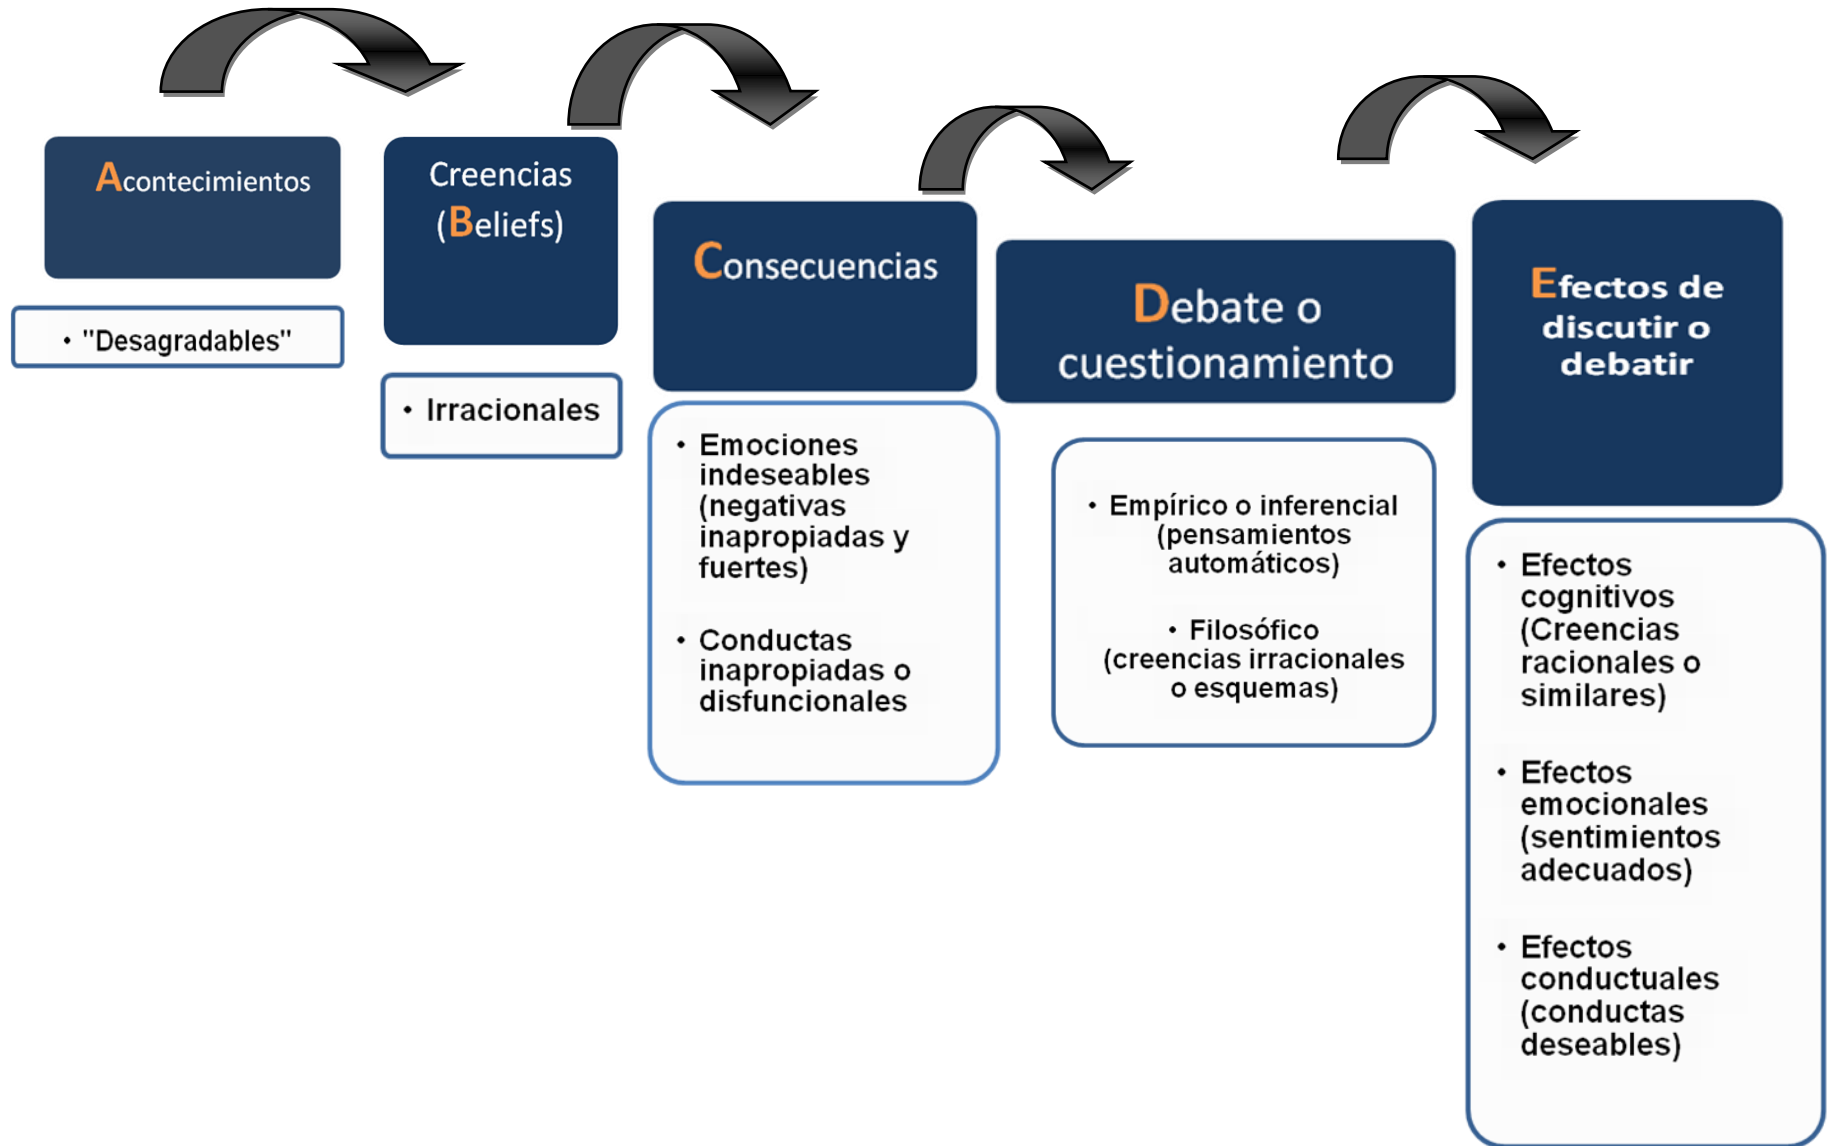 Acontecimientos
• "Desagradables"
Creencias
(Beliefs)
• Irracionales
Consecuencias
• Emociones
indeseables
(negativas
inapropiadas y
fuertes)
• Conductas
inapropiadas o
disfuncionales
Debate o
cuestionamiento
• Empírico o inferencial
(pensamientos
automáticos)
• Filosófico
(creencias irracionales
o esquemas)
Efectos de
discutir o
debatir
• Efectos
cognitivos
(Creencias
racionales o
similares)
• Efectos
emocionales
(sentimientos
adecuados)
• Efectos
conductuales
(conductas
deseables)